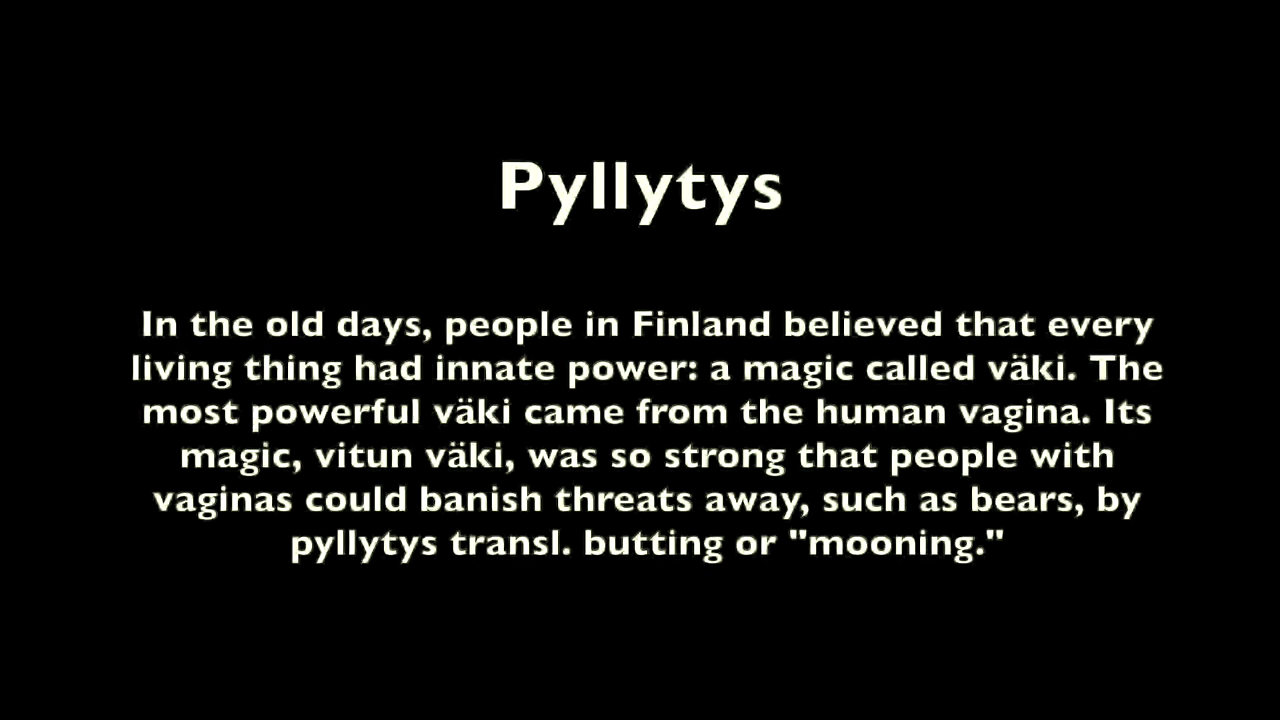 Pyllytys
In the old days, people in Finland believed that every
living thing had innate power: a magic called väki. The
most powerful väki came from the human vagina. Its
magic, vitun väki, was so strong that people with
vaginas could banish threats away, such as bears, by
pyllytys transl. butting or "mooning."